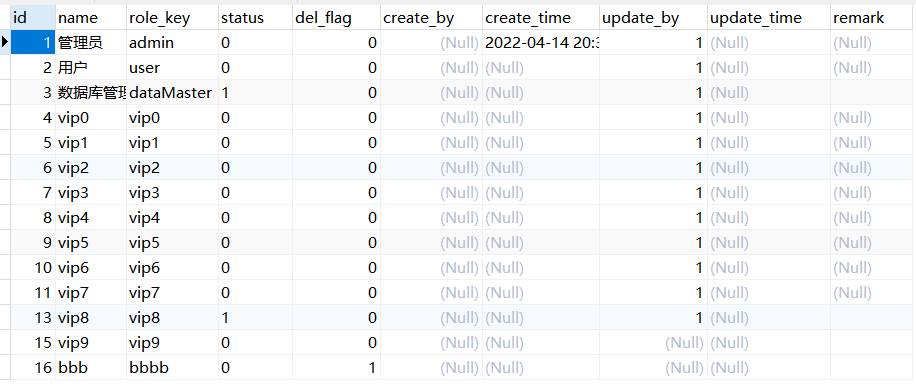 id name role_key status del_flag create_by create_time update_by update_time remark
1 管理员 admin 0 0 (Null) 2022-04-14 20:3 1 (Null) (Null)
2 用户 user 0 0 (Null) (Null) 1 (Null) (Null)
3 数据库管理 dataMaster 1 0 (Null) (Null) 1 (Null)
4 vip0 vip0 0 0 (Null) (Null) 1 (Null) (Null)
5 vip1 vip1 0 0 (Null) (Null) 1 (Null) (Null)
6 vip2 vip2 0 0 (Null) (Null) 1 (Null) (Null)
7 vip3 vip3 0 0 (Null) (Null) 1 (Null) (Null)
8 vip4 vip4 0 0 (Null) (Null) 1 (Null) (Null)
9 vip5 vip5 0 0 (Null) (Null) 1 (Null) (Null)
10 vip6 vip6 0 0 (Null) (Null) 1 (Null) (Null)
11 vip7 vip7 0 0 (Null) (Null) 1 (Null) (Null)
13 vip8 vip8 1 0 (Null) (Null) 1 (Null)
15 vip9 vip9 0 0 (Null) (Null) (Null) (Null)
16 bbb bbbb 0 1 (Null) (Null) (Null) (Null)